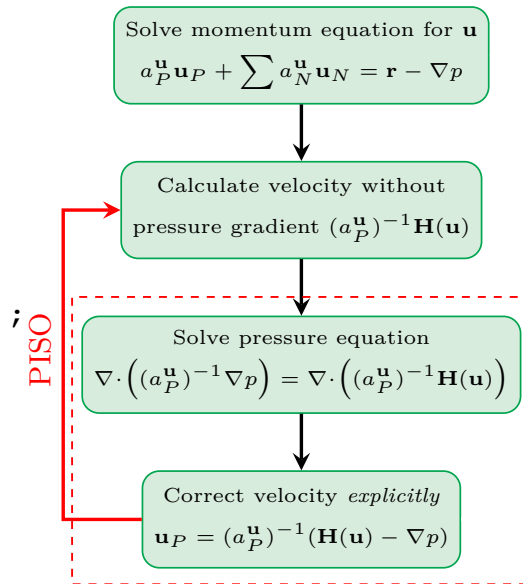 Solve momentum equation for u
a_P^u u_P + ∑ a_N^u u_N = r − ∇p
Calculate velocity without
pressure gradient (a_P^u)^{−1} H(u)
;
PISO
Solve pressure equation
∇·((a_P^u)^{−1}∇p) = ∇·((a_P^u)^{−1}H(u))
Correct velocity explicitly
u_P = (a_P^u)^{−1}(H(u) − ∇p)